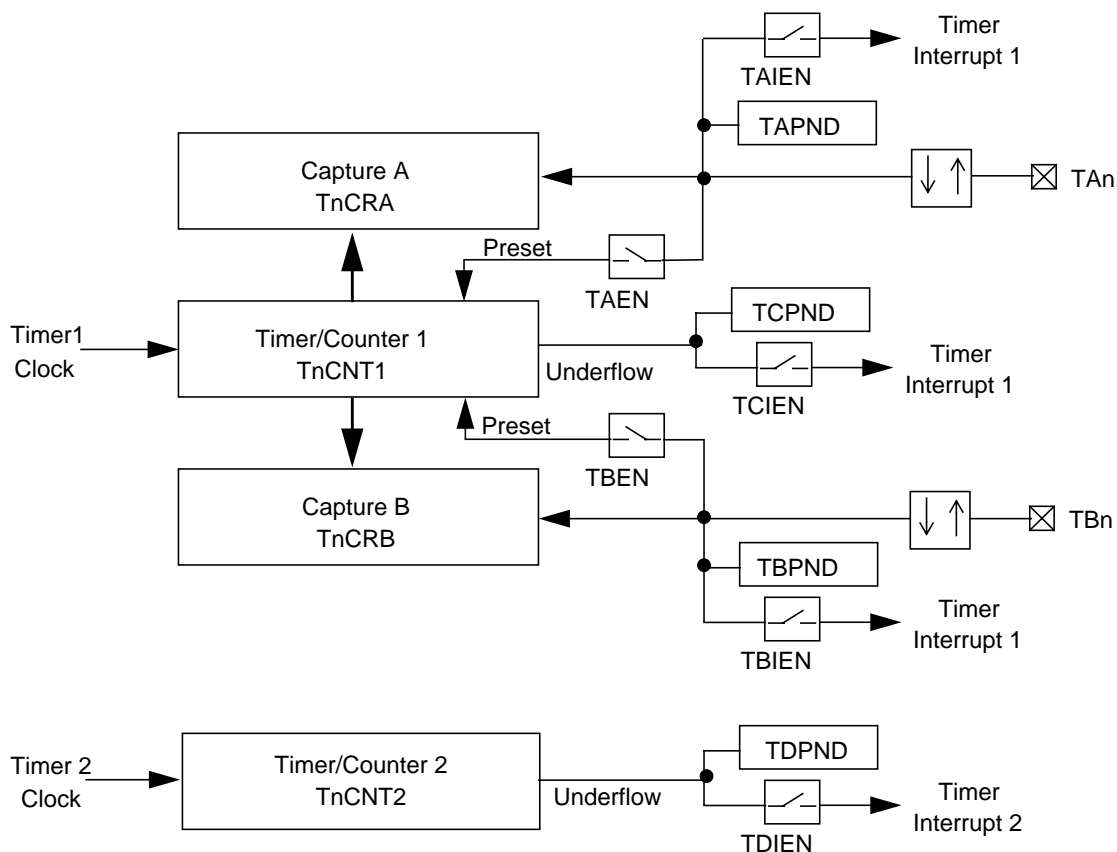 Timer
Interrupt 1
TAIEN
TAPND
Capture A
TnCRA
TAn
Preset
TAEN
TCPND
Timer1
Clock
Timer/Counter 1
TnCNT1
Underflow
Timer
Interrupt 1
TCIEN
Preset
TBEN
Capture B
TnCRB
TBn
TBPND
Timer
Interrupt 1
TBIEN
TDPND
Timer 2
Clock
Timer/Counter 2
TnCNT2
Underflow
Timer
Interrupt 2
TDIEN